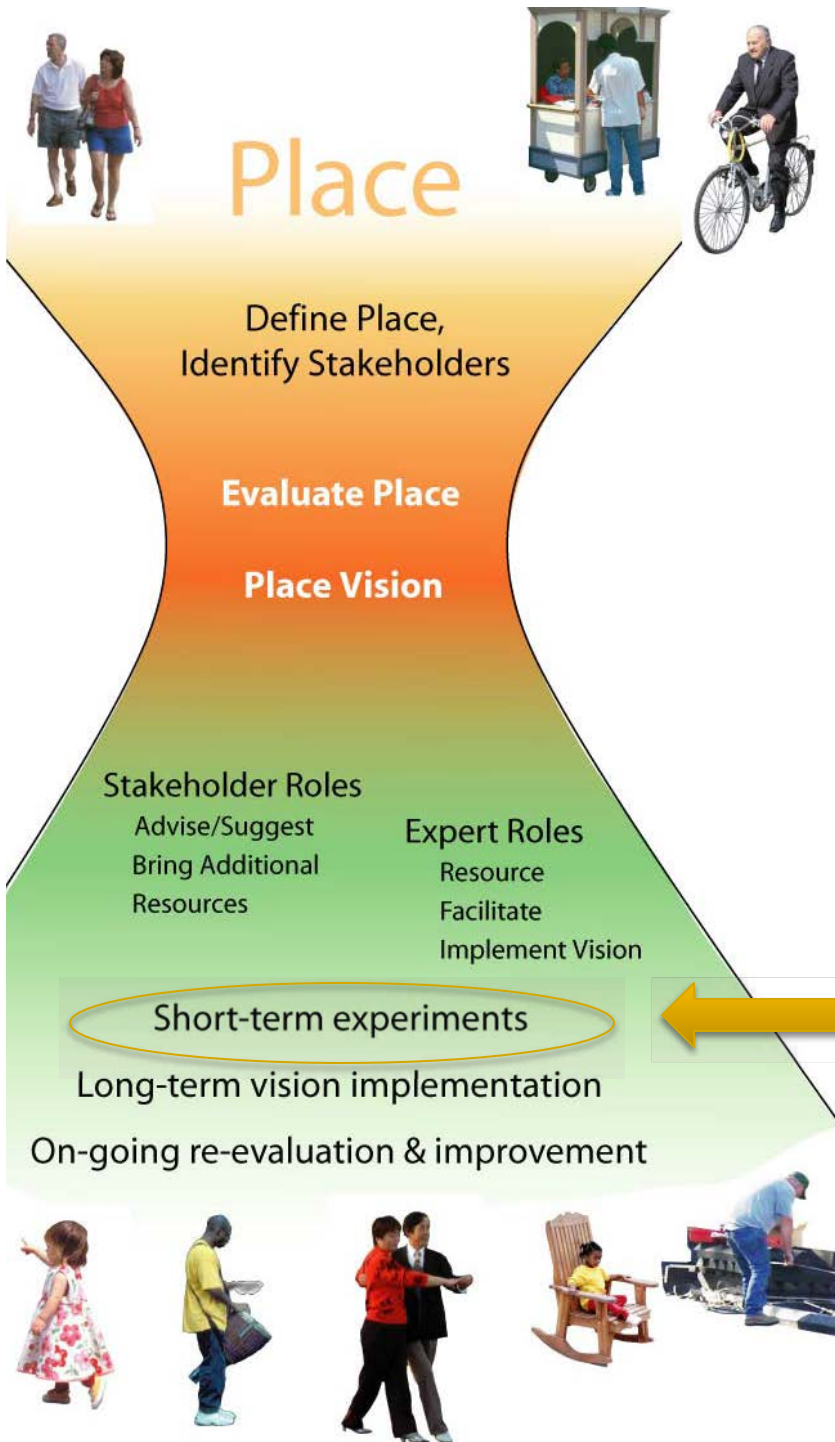 Place
Define Place,
Identify Stakeholders
Evaluate Place
Place Vision
Stakeholder Roles
Advise/Suggest
Bring Additional
Resources
Expert Roles
Resource
Facilitate
Implement Vision
Short-term experiments
Long-term vision implementation
On-going re-evaluation & improvement